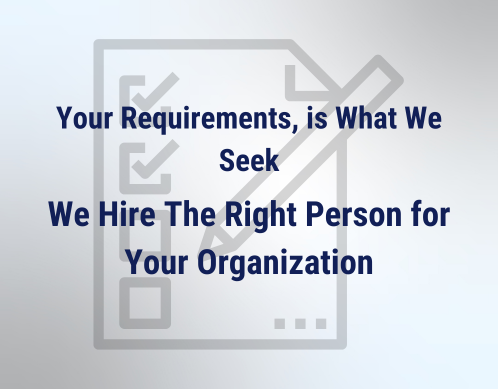 Your Requirements, is What We
Seek
We Hire The Right Person for
Your Organization